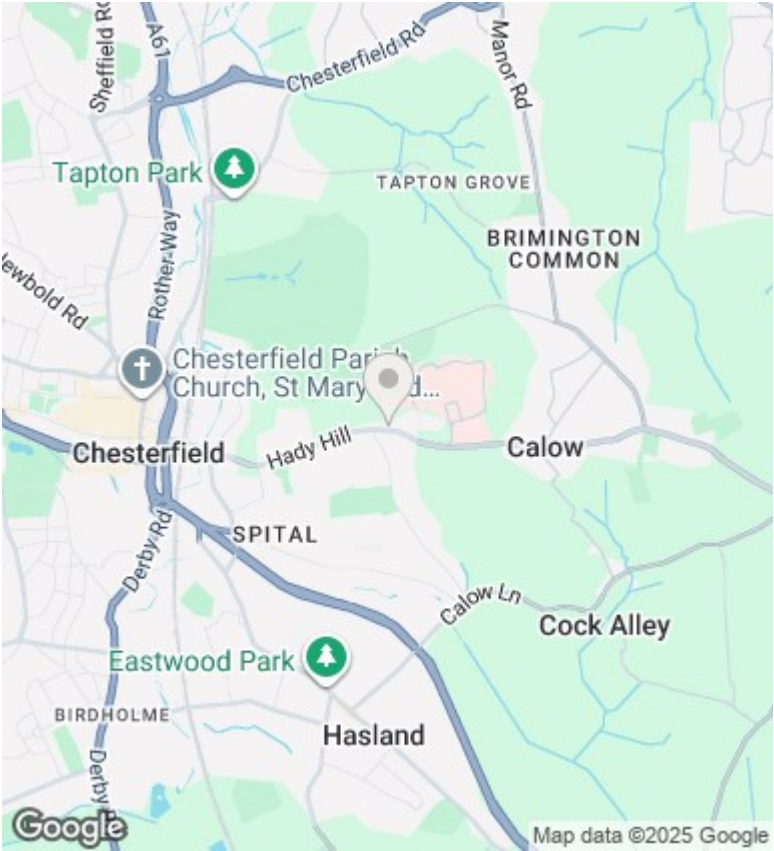 Sheffield Ro
A61
Chesterfield Rd
Manor Rd
Tapton Park
TAPTON GROVE
Rother Way
BRIMINGTON
COMMON
Newbold Rd
Chesterfield Parish
Church, St Mary
d...
Chesterfield
Hady Hill
Calow
SPITAL
Derby Rd
Calow Ln
Cock Alley
Eastwood Park
BIRDHOLME
Hasland
Derby R
Google
Map data ©2025 Google